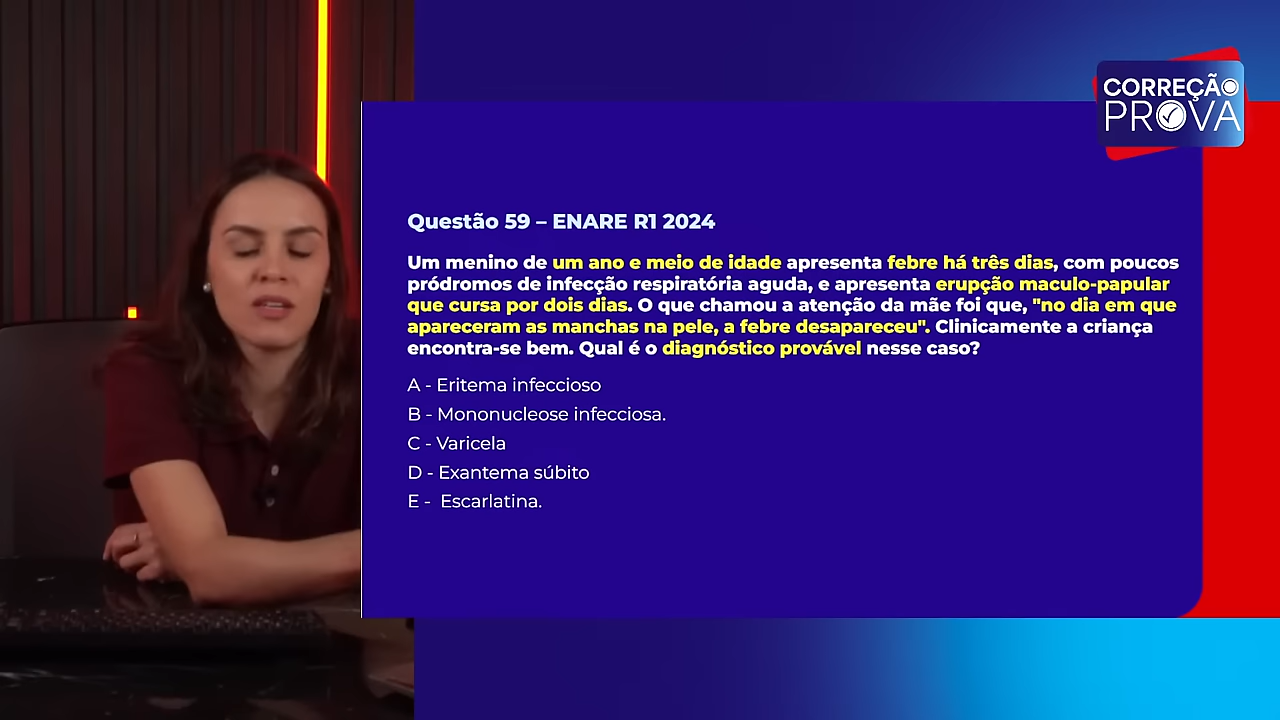 CORREÇÃO
PROVA
Questão 59 – ENARE R1 2024
Um menino de um ano e meio de idade apresenta febre há três dias, com poucos
pródromos de infecção respiratória aguda, e apresenta erupção maculo-papular
que cursa por dois dias. O que chamou a atenção da mãe foi que, "no dia em que
apareceram as manchas na pele, a febre desapareceu". Clinicamente a criança
encontra-se bem. Qual é o diagnóstico provável nesse caso?
A - Eritema infeccioso
B - Mononucleose infecciosa.
C - Varicela
D - Exantema súbito
E -  Escarlatina.